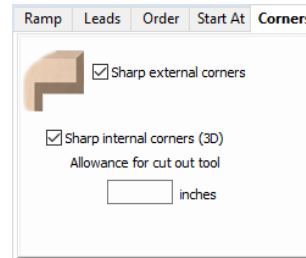 Ramp Leads Order Start At Corners
Sharp external corners
Sharp internal corners (3D)
Allowance for cut out tool
inches